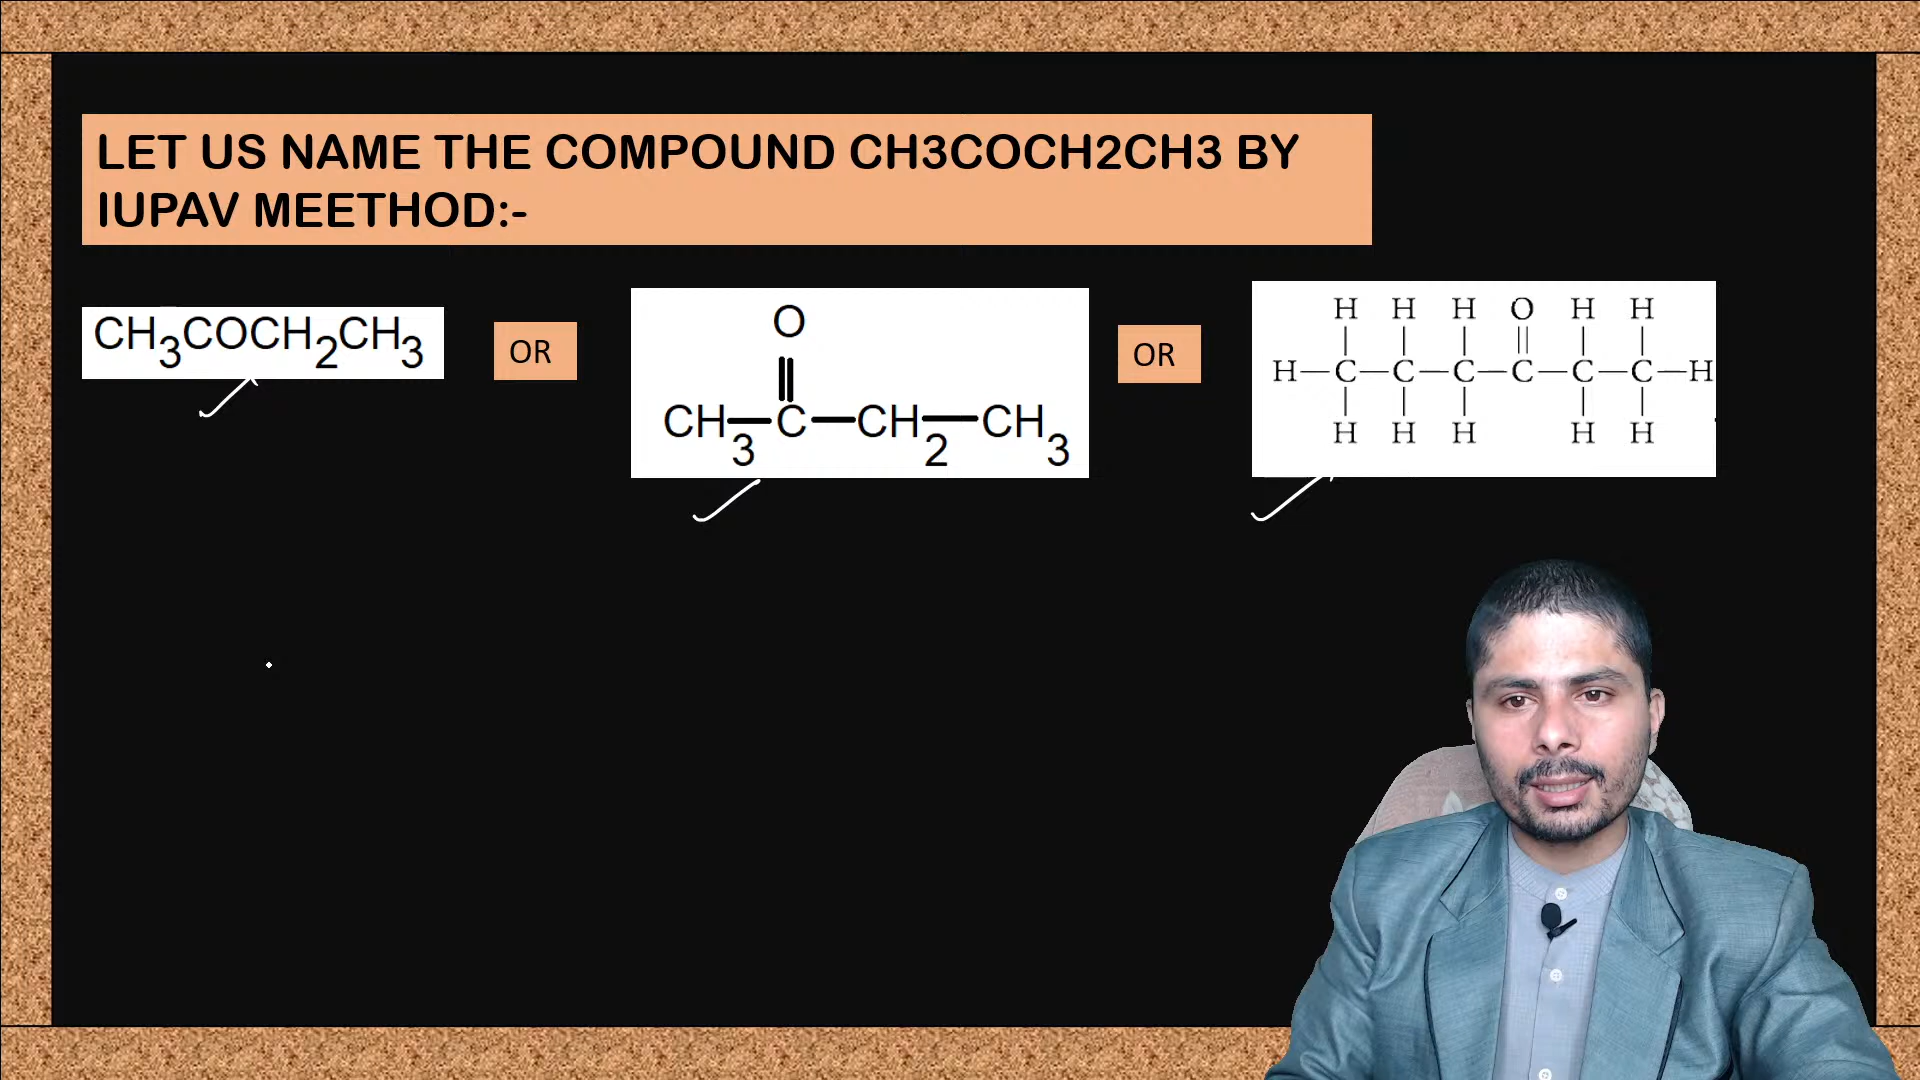 LET US NAME THE COMPOUND CH3COCH2CH3 BY
IUPAV MEETHOD:-
CH3COCH2CH3
OR
O
CH3—C—CH2—CH3
OR
H H H O H H
H—C—C—C—C—C—C—H
H H H H H